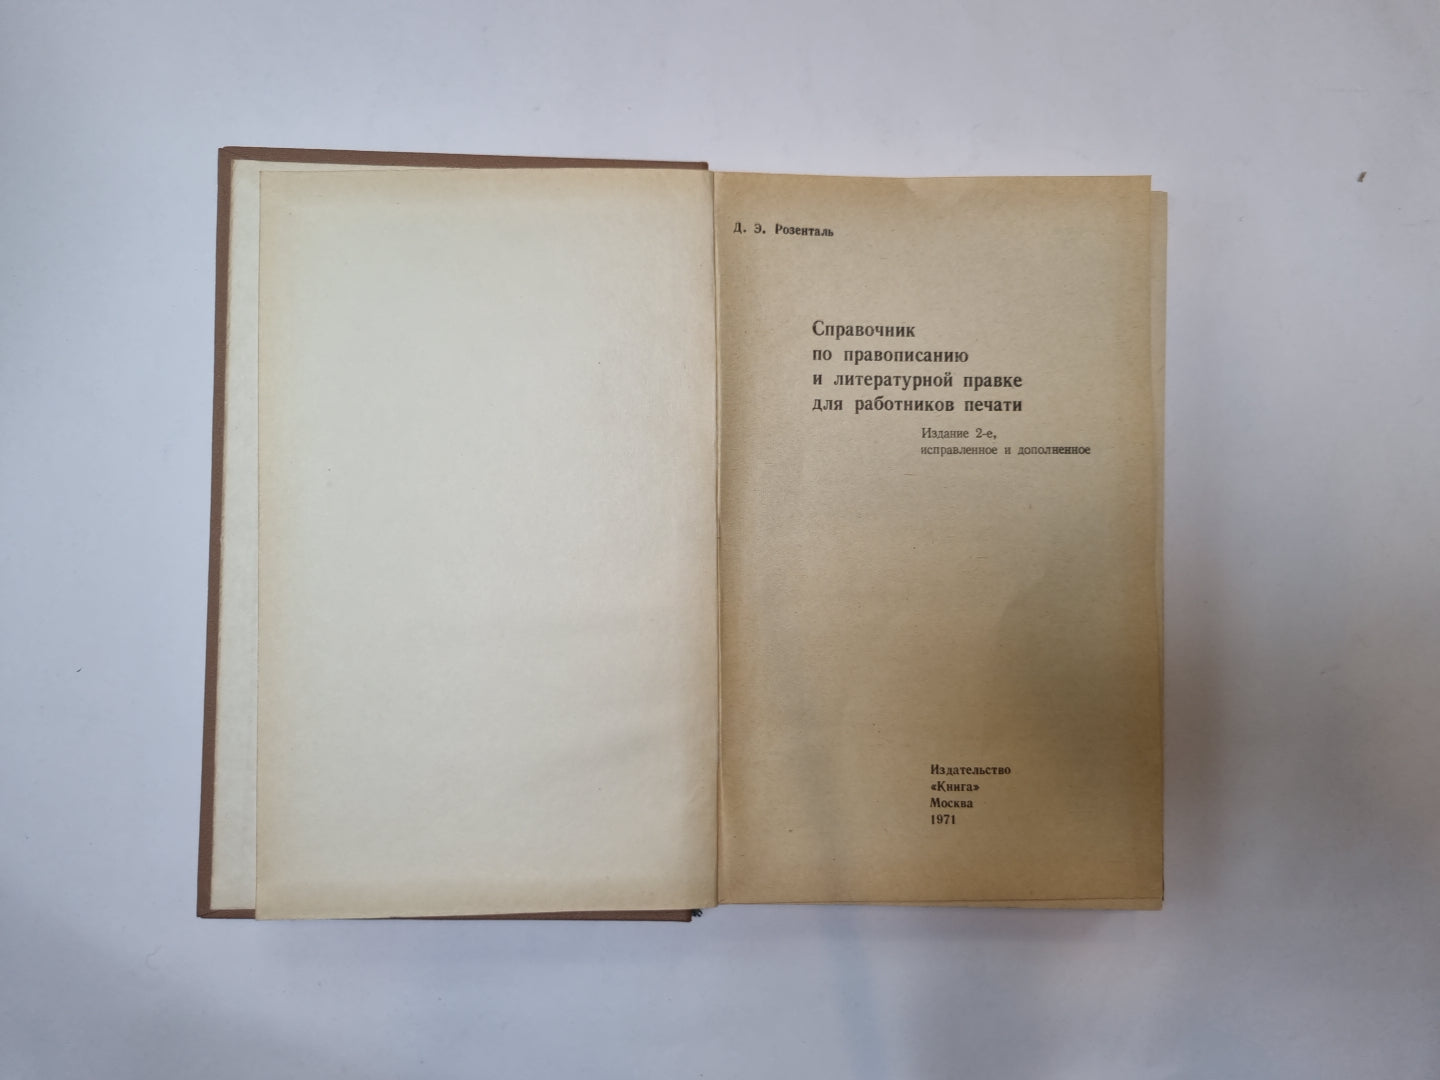 Д. Э. Розенталь
Справочник
по правописанию
и литературной правке
для работников печати
Издание 2-е,
исправленное и дополненное
Издательство
«Книга»
Москва
1971